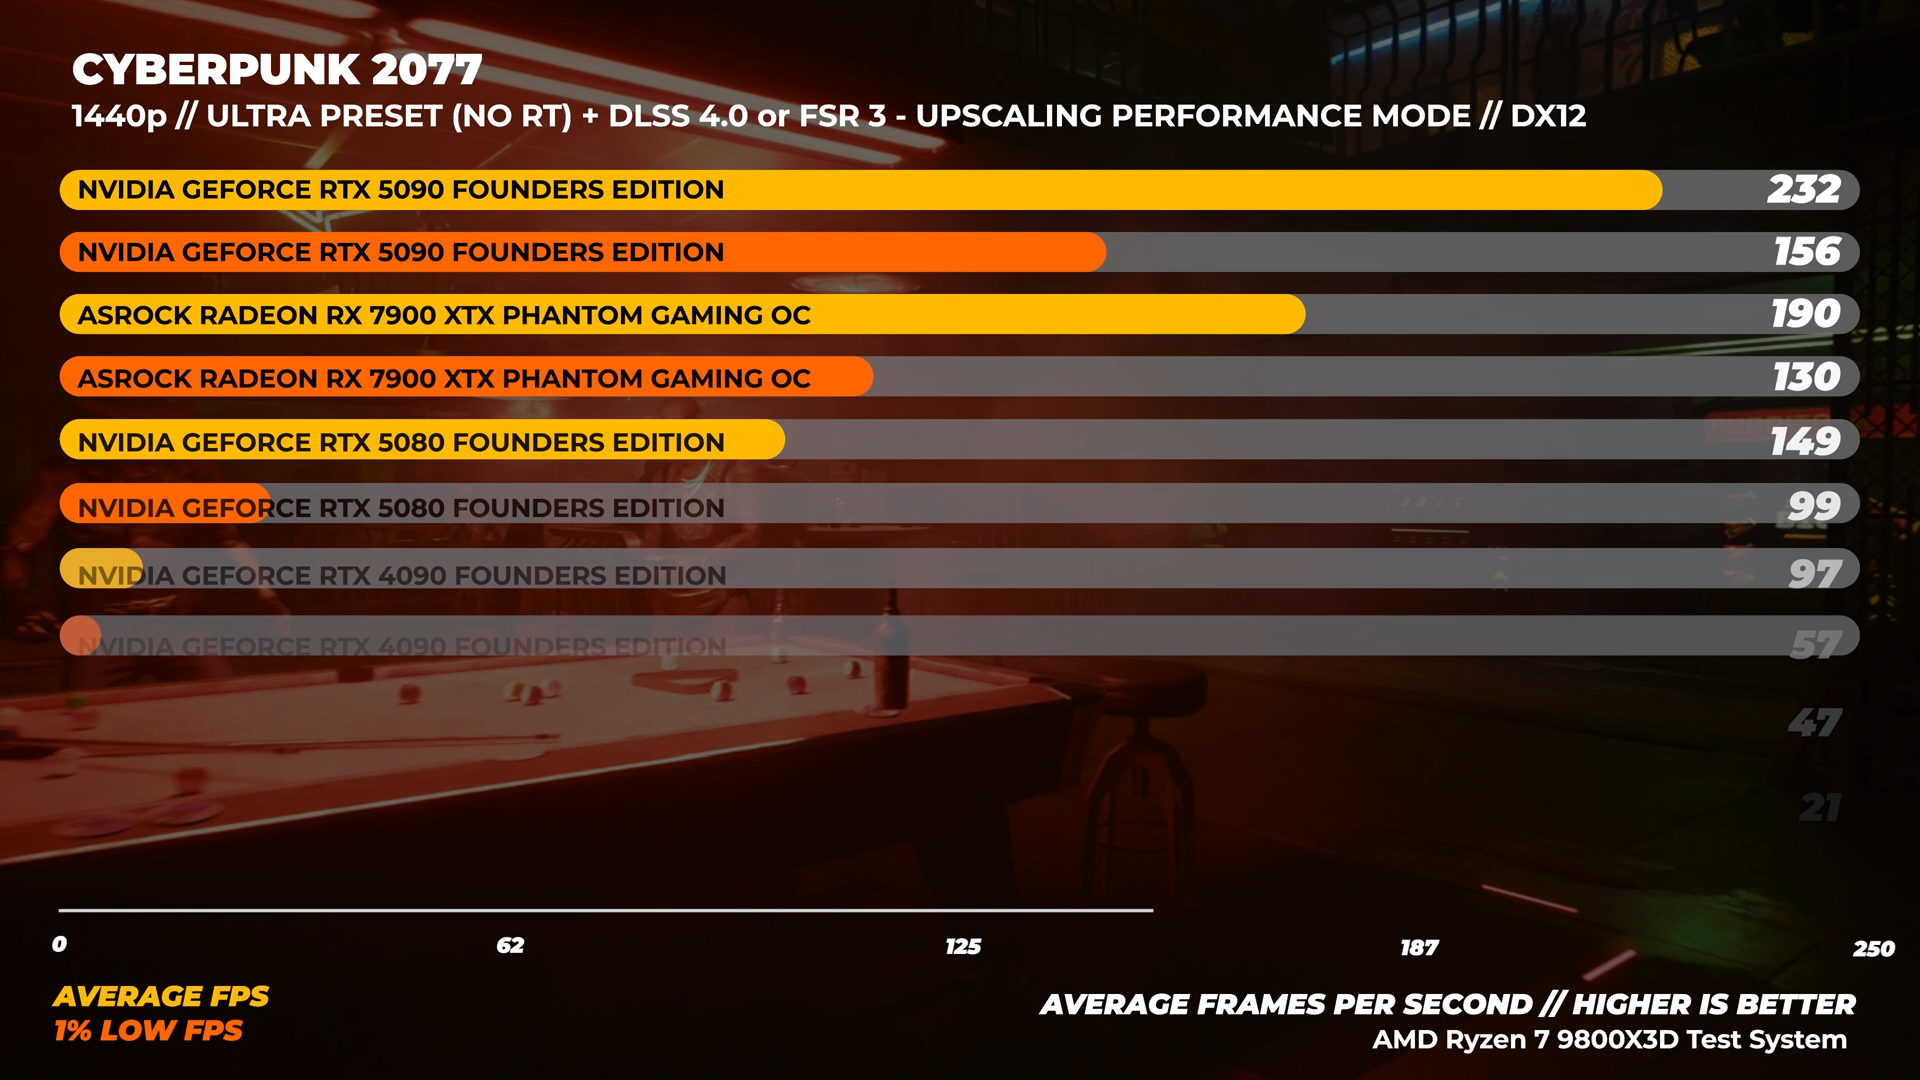 CYBERPUNK 2077
1440p // ULTRA PRESET (NO RT) + DLSS 4.0 or FSR 3 - UPSCALING PERFORMANCE MODE // DX12
NVIDIA GEFORCE RTX 5090 FOUNDERS EDITION 232
NVIDIA GEFORCE RTX 5090 FOUNDERS EDITION 156
ASROCK RADEON RX 7900 XTX PHANTOM GAMING OC 190
ASROCK RADEON RX 7900 XTX PHANTOM GAMING OC 130
NVIDIA GEFORCE RTX 5080 FOUNDERS EDITION 149
NVIDIA GEFORCE RTX 5080 FOUNDERS EDITION 99
NVIDIA GEFORCE RTX 4090 FOUNDERS EDITION 97
NVIDIA GEFORCE RTX 4090 FOUNDERS EDITION 57
47
21
0 62 125 187 250
AVERAGE FPS
1% LOW FPS
AVERAGE FRAMES PER SECOND // HIGHER IS BETTER
AMD Ryzen 7 9800X3D Test System